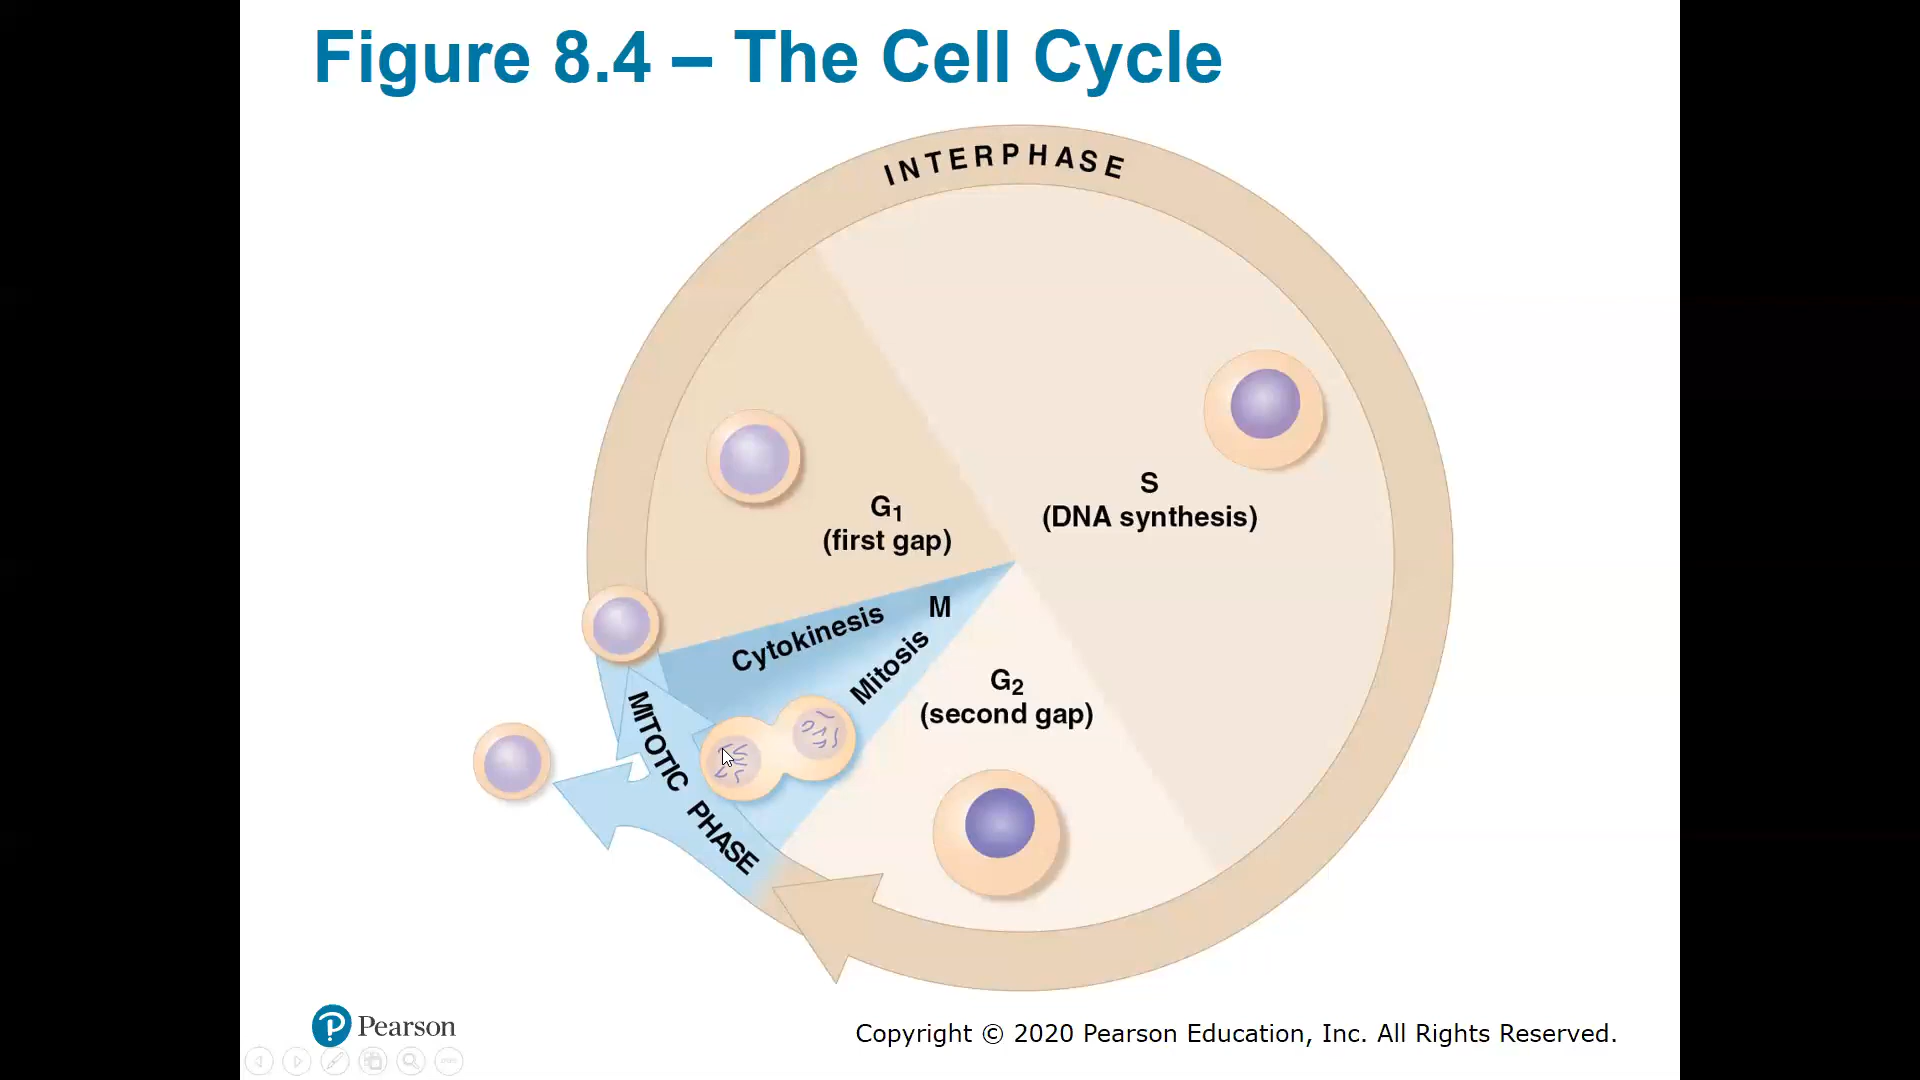 Figure 8.4 – The Cell Cycle
INTERPHASE
S
(DNA synthesis)
G₁
(first gap)
Cytokinesis
M
Mitosis
G₂
(second gap)
MITOTIC PHASE
Pearson
Copyright © 2020 Pearson Education, Inc. All Rights Reserved.